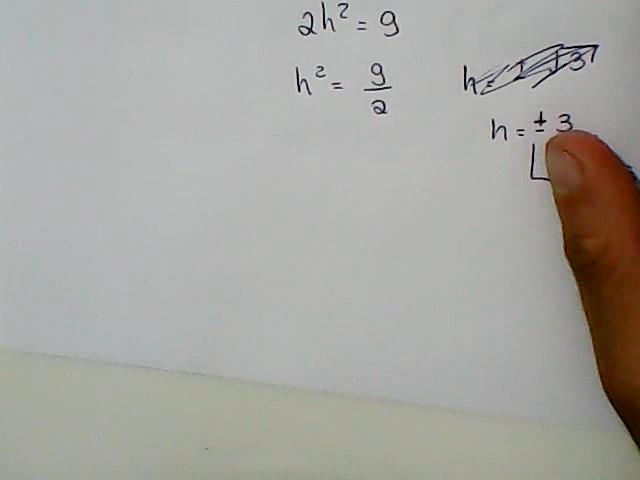 2h² = 9
h² = 9/2
h = ± 3